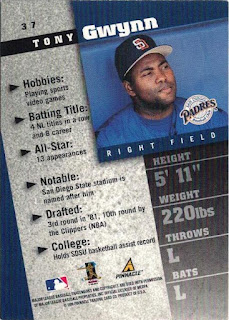 37
TONY Gwynn
Hobbies:
Playing sports
video games
Batting Title:
4 NL titles in a row
and 8 career
All-Star:
13 appearances
Notable:
San Diego State stadium is
named after him
Drafted:
3rd round in '81; 10th round by
the Clippers (NBA)
College:
Holds SDSU basketball assist record
PADRES
RIGHT FIELD
HEIGHT
5' 11"
WEIGHT
220lbs
THROWS
L
BATS
L
PINNACLE